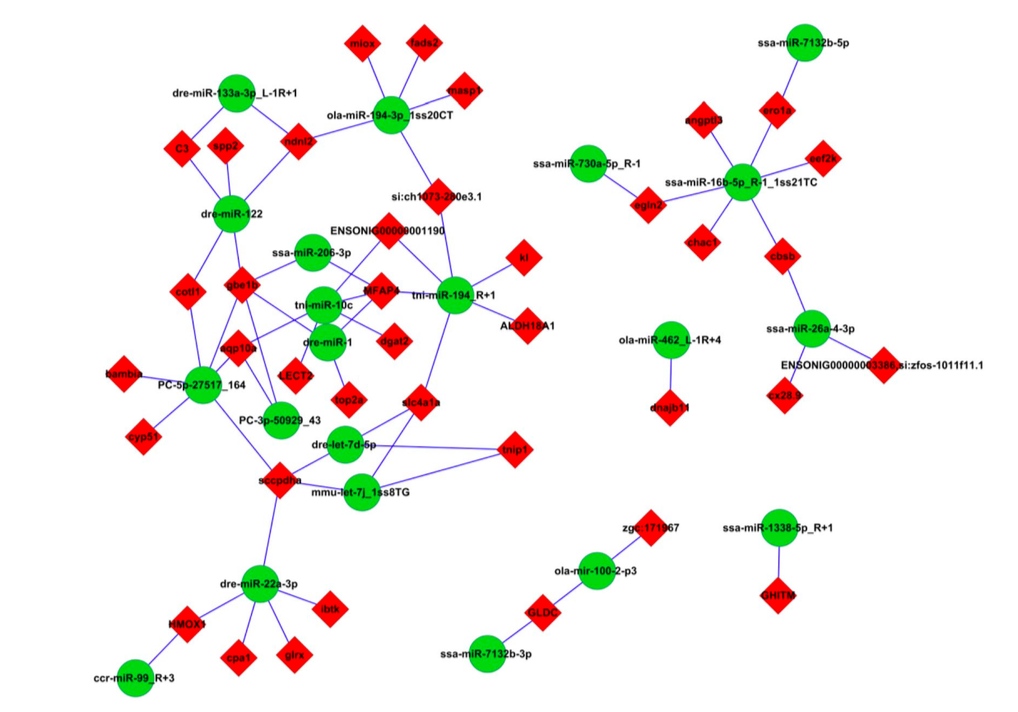 miox
fads2
ssa-miR-7132b-5p
dre-miR-133a-3p_L-1R+1
masp1
ola-miR-194-3p_1ss20CT
ero1a
angptl3
C3
spp2
ndnl2
eef2k
ssa-miR-730a-5p_R-1
ssa-miR-16b-5p_R-1_1ss21TC
si:ch1073-280e3.1
egln2
dre-miR-122
ENSONIG00000001190
chac1
ssa-miR-206-3p
kl
cbsb
cotl1
gbe1b
MFAP4
tni-miR-194_R+1
tni-miR-10c
ALDH18A1
ssa-miR-26a-4-3p
dre-miR-1
dgat2
ola-miR-462_L-1R+4
aqp10a
ENSONIG00000003386,si:zfos-1011f11.1
bambia
LECT2
PC-5p-27517_164
cx28.9
top2a
slc4a1a
dnajb11
PC-3p-50929_43
cyp51
dre-let-7d-5p
tnip1
sccpdha
mmu-let-7j_1ss8TG
zgc:171967
ssa-miR-1338-5p_R+1
ola-mir-100-2-p3
dre-miR-22a-3p
GHITM
ibtk
GLDC
HMOX1
ssa-miR-7132b-3p
cpa1
glrx
ccr-miR-99_R+3